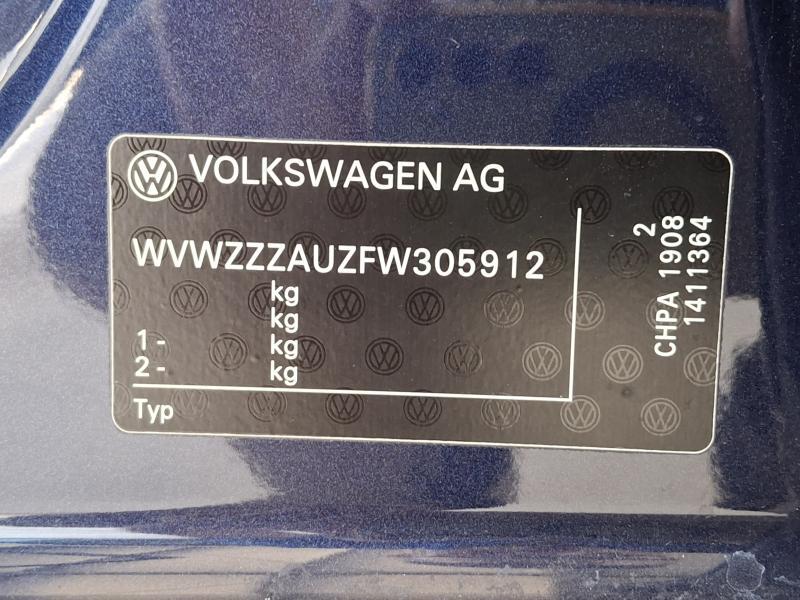 VOLKSWAGEN AG
WVWZZZAUZFW305912
kg
kg
1 - kg
2 - kg
Typ
2
CHPA 1908
1411364